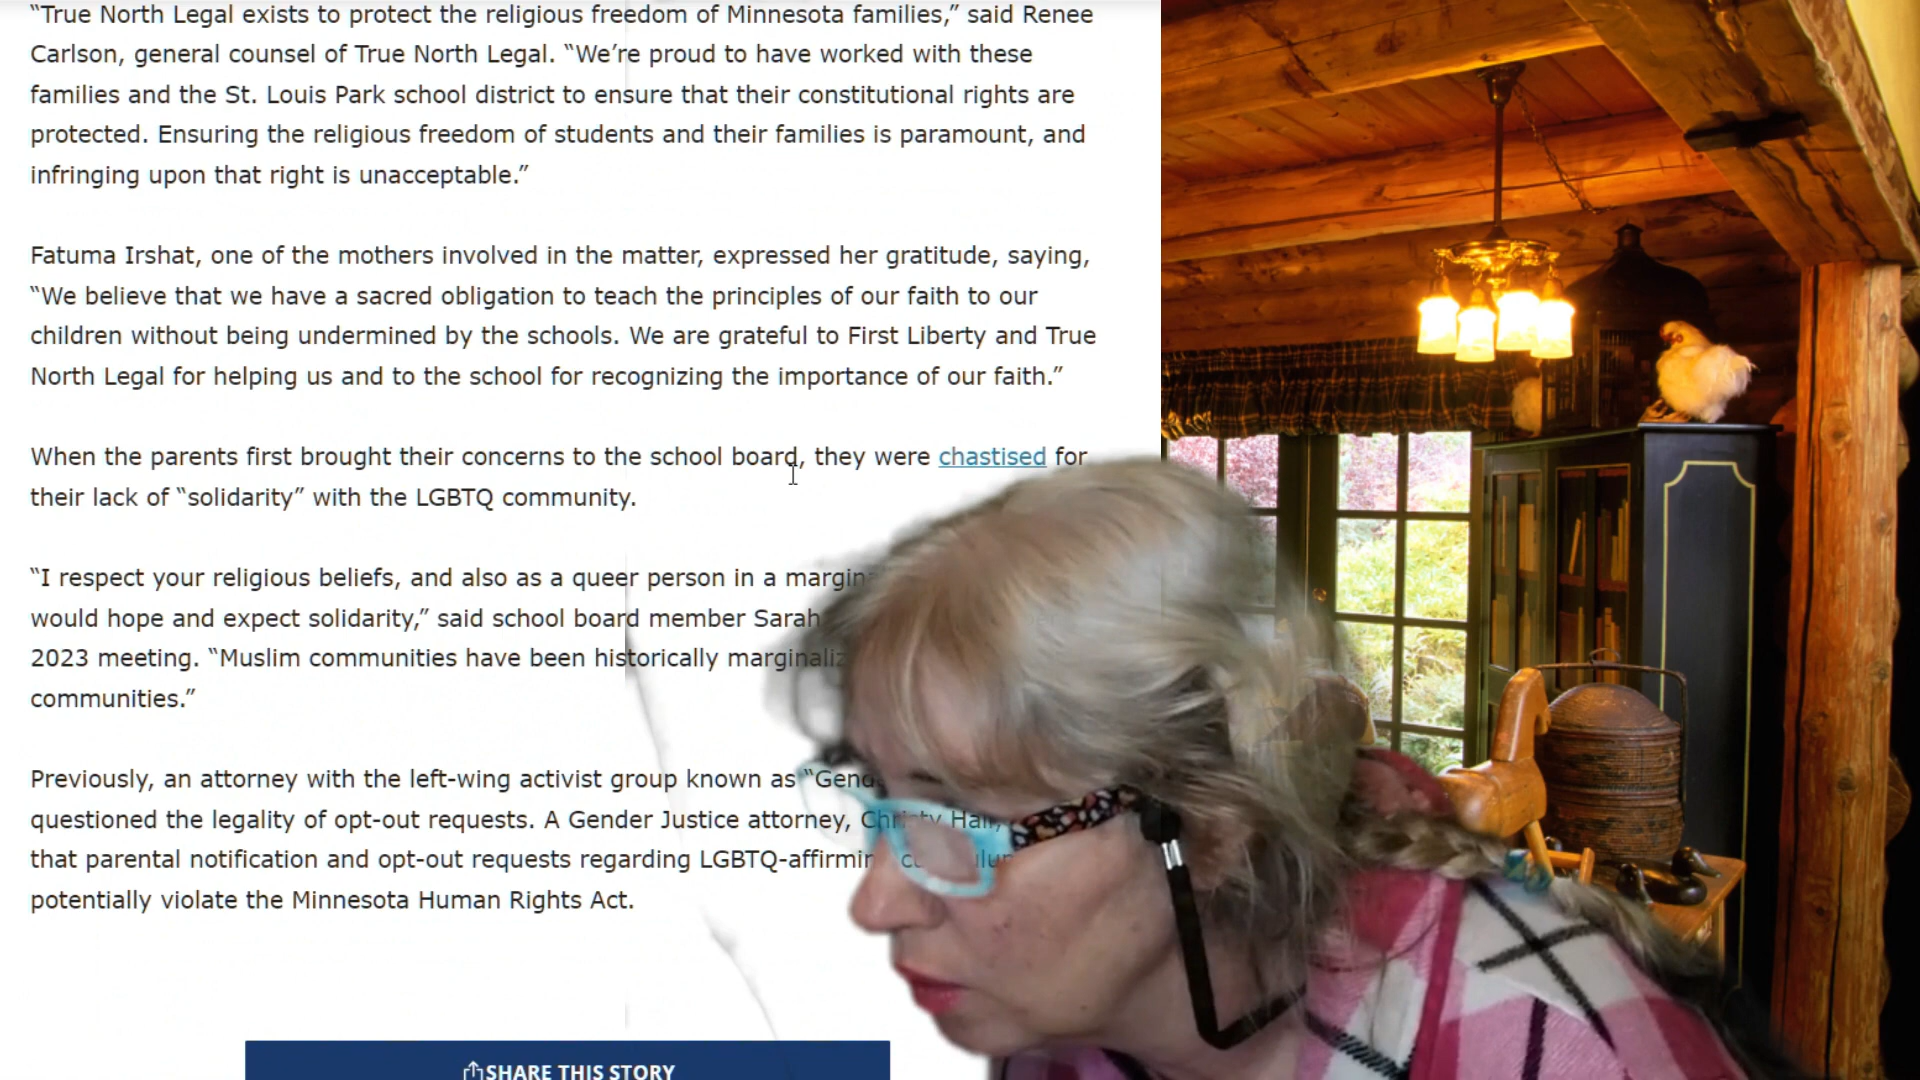 “True North Legal exists to protect the religious freedom of Minnesota families,” said Renee
Carlson, general counsel of True North Legal. “We’re proud to have worked with these
families and the St. Louis Park school district to ensure that their constitutional rights are
protected. Ensuring the religious freedom of students and their families is paramount, and
infringing upon that right is unacceptable.”
Fatuma Irshat, one of the mothers involved in the matter, expressed her gratitude, saying,
“We believe that we have a sacred obligation to teach the principles of our faith to our
children without being undermined by the schools. We are grateful to First Liberty and True
North Legal for helping us and to the school for recognizing the importance of our faith.”
When the parents first brought their concerns to the school board, they were chastised for
their lack of “solidarity” with the LGBTQ community.
“I respect your religious beliefs, and also as a queer person in a
would hope and expect solidarity,” said school board member Sarah
2023 meeting. “Muslim communities have been historically
communities.”
Previously, an attorney with the left-wing activist group known as
questioned the legality of opt-out requests. A Gender Justice attorney, Christy Hall,
that parental notification and opt-out requests regarding
potentially violate the Minnesota Human Rights Act.
SHARE THIS STORY